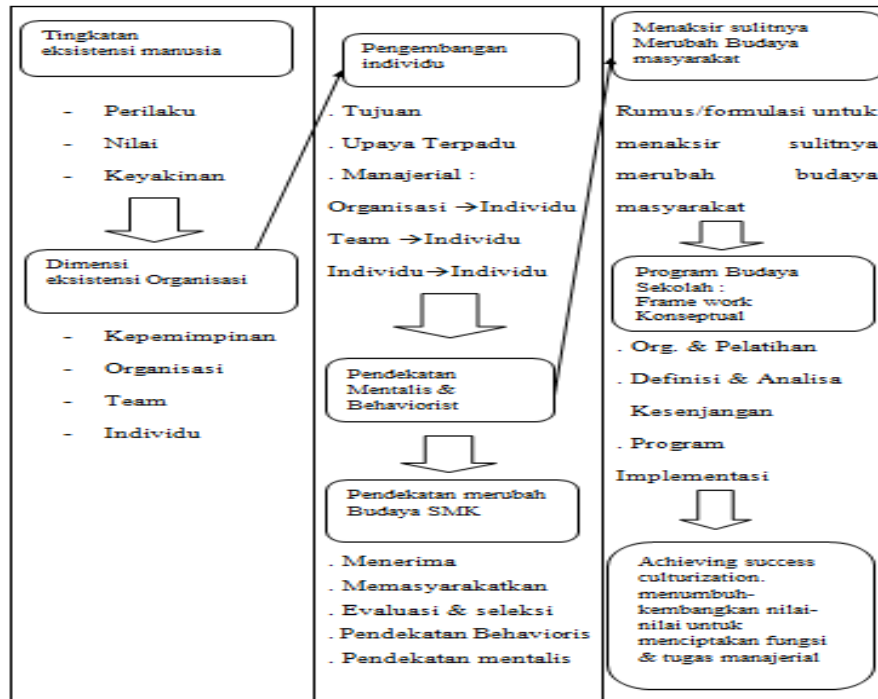 Tingkatan
eksistensi manusia
- Perilaku
- Nilai
- Keyakinan
Dimensi
eksistensi Organisasi
- Kepemimpinan
- Organisasi
- Team
- Individu
Pengembangan
individu
. Tujuan
. Upaya Terpadu
. Manajerial :
Organisasi →Individu
Team →Individu
Individu→Individu
Pendekatan
Mentalis &
Behaviorist
Pendekatan merubah
Budaya SMK
. Menerima
. Memasyarakatkan
. Evaluasi & seleksi
. Pendekatan Behavioris
. Pendekatan mentalis
Menaksir sulitnya
Merubah Budaya
masyarakat
Rumus/formulasi untuk
menaksir sulitnya
merubah budaya
masyarakat
Program Budaya
Sekolah :
Frame work
Konseptual
. Org. & Pelatihan
. Definisi & Analisa
Kesenjangan
. Program
Implementasi
Achieving success
culturization.
menumbuh-
kembangkan nilai-
nilai untuk
menciptakan fungsi
& tugas manajerial